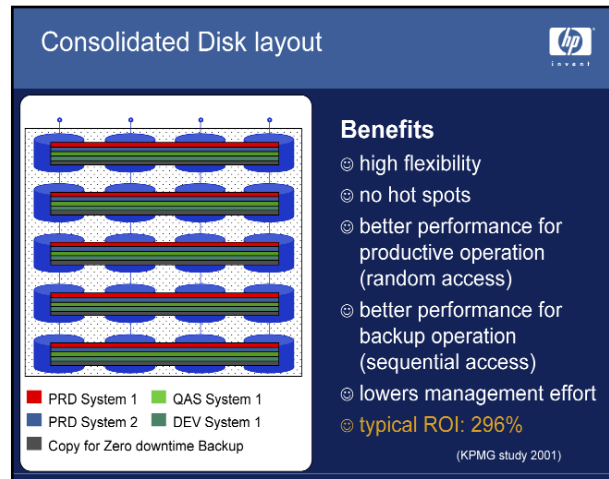 Consolidated Disk layout
hp
invent
Benefits
high flexibility
no hot spots
better performance for
productive operation
(random access)
better performance for
backup operation
(sequential access)
lowers management effort
typical ROI: 296%
(KPMG study 2001)
PRD System 1
QAS System 1
PRD System 2
DEV System 1
Copy for Zero downtime Backup